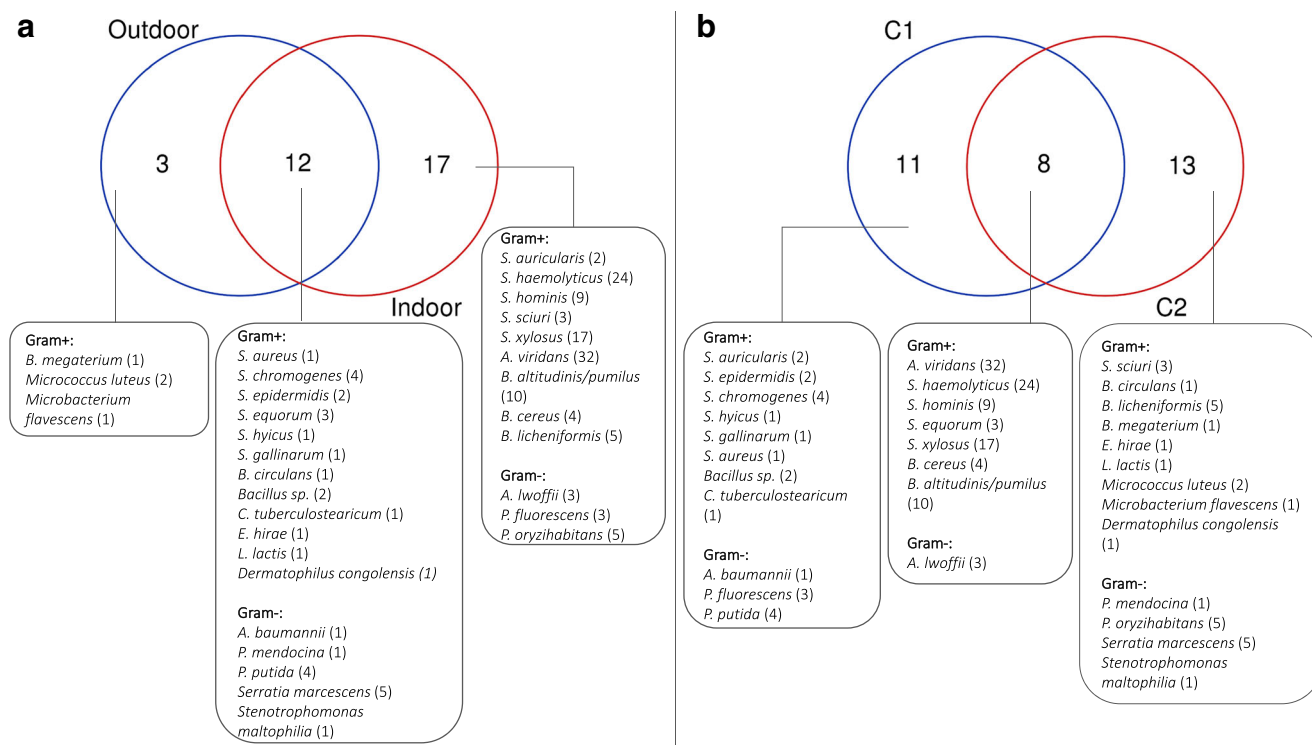 a
Outdoor
3
12
17
Indoor
Gram+:
B. megaterium (1)
Micrococcus luteus (2)
Microbacterium
flavescens (1)
Gram+:
S. aureus (1)
S. chromogenes (4)
S. epidermidis (2)
S. equorum (3)
S. hyicus (1)
S. gallinarum (1)
B. circulans (1)
Bacillus sp. (2)
C. tuberculostearicum (1)
E. hirae (1)
L. lactis (1)
Dermatophilus congolensis (1)
Gram-:
A. baumannii (1)
P. mendocina (1)
P. putida (4)
Serratia marcescens (5)
Stenotrophomonas
maltophilia (1)
Gram+:
S. auricularis (2)
S. haemolyticus (24)
S. hominis (9)
S. sciuri (3)
S. xylosus (17)
A. viridans (32)
B. altitudinis/pumilus
(10)
B. cereus (4)
B. licheniformis (5)
Gram-:
A. lwoffii (3)
P. fluorescens (3)
P. oryzihabitans (5)
b
C1
11
8
13
C2
Gram+:
S. auricularis (2)
S. epidermidis (2)
S. chromogenes (4)
S. hyicus (1)
S. gallinarum (1)
S. aureus (1)
Bacillus sp. (2)
C. tuberculostearicum
(1)
Gram-:
A. baumannii (1)
P. fluorescens (3)
P. putida (4)
Gram+:
A. viridans (32)
S. haemolyticus (24)
S. hominis (9)
S. equorum (3)
S. xylosus (17)
B. cereus (4)
B. altitudinis/pumilus
(10)
Gram-:
A. lwoffii (3)
Gram+:
S. sciuri (3)
B. circulans (1)
B. licheniformis (5)
B. megaterium (1)
E. hirae (1)
L. lactis (1)
Micrococcus luteus (2)
Microbacterium flavescens (1)
Dermatophilus congolensis
(1)
Gram-:
P. mendocina (1)
P. oryzihabitans (5)
Serratia marcescens (5)
Stenotrophomonas
maltophilia (1)